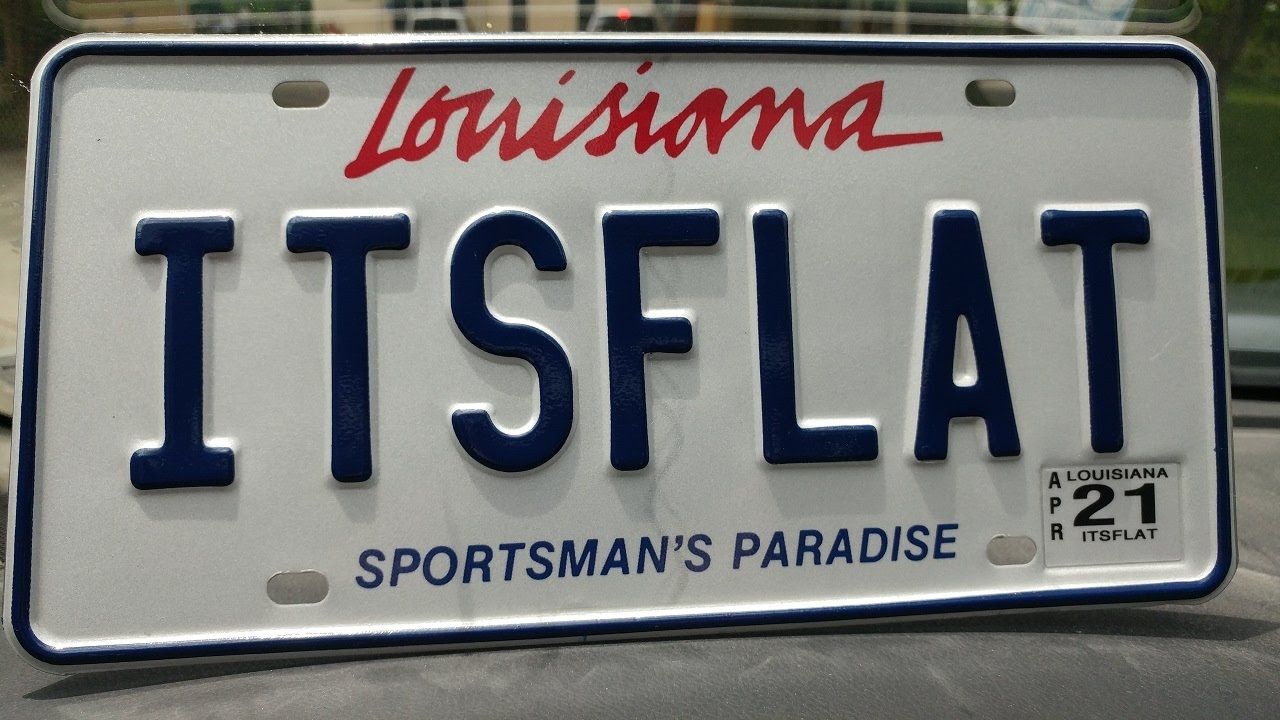 Louisiana
ITSFLAT
SPORTSMAN'S PARADISE
APR
LOUISIANA
21
ITSFLAT